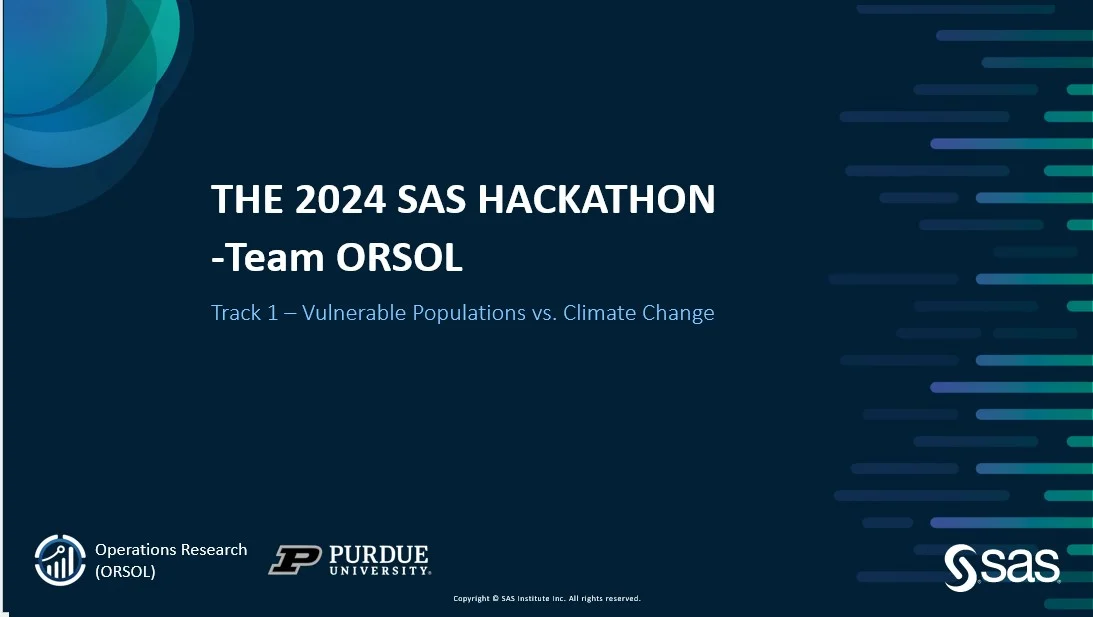 THE 2024 SAS HACKATHON
-Team ORSOL
Track 1 – Vulnerable Populations vs. Climate Change
Operations Research
(ORSOL)
PURDUE
UNIVERSITY®
sas
Copyright © SAS Institute Inc. All rights reserved.